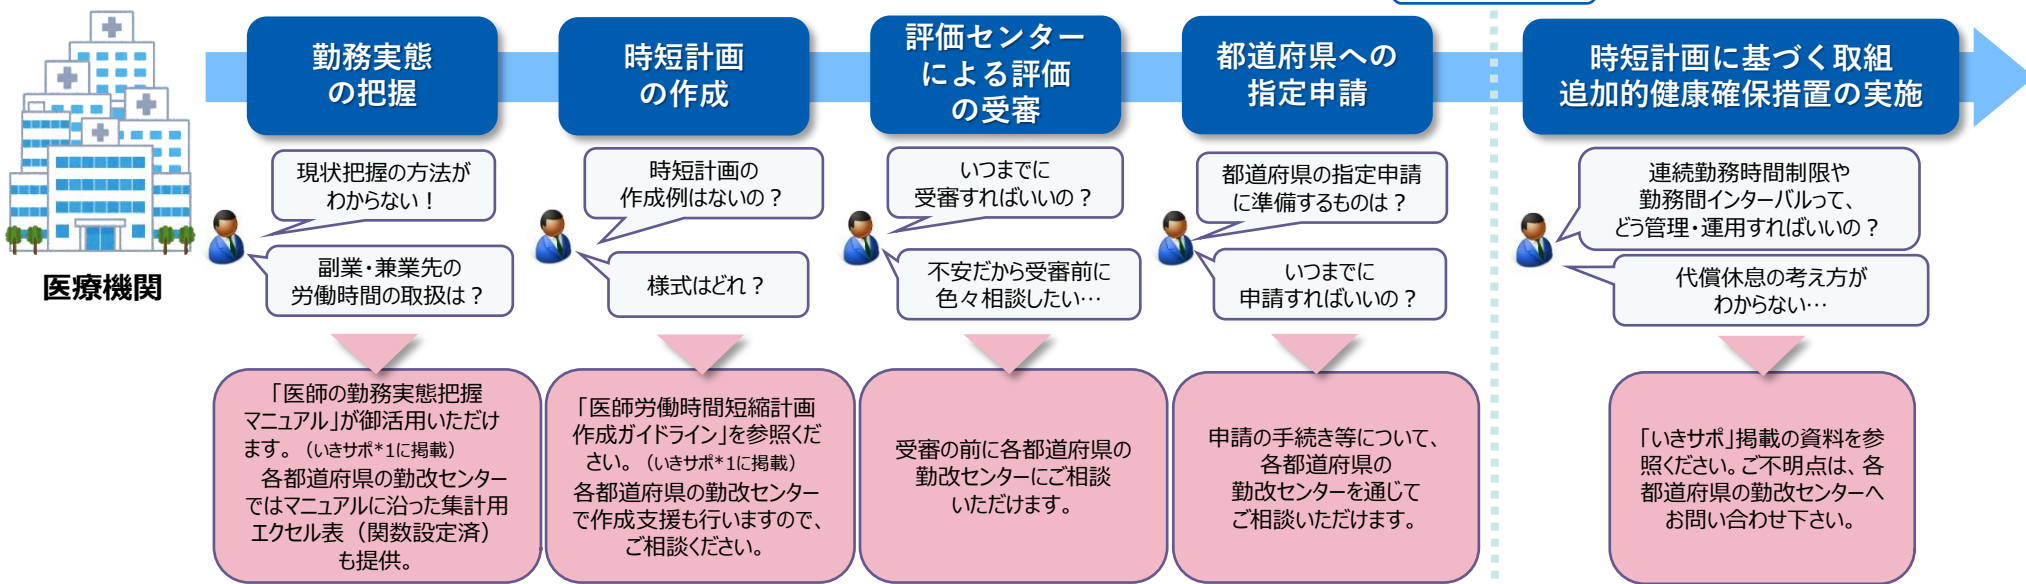 医療機関
勤務実態
の把握
時短計画
の作成
評価センター
による評価
の受審
都道府県への
指定申請
時短計画に基づく取組
追加的健康確保措置の実施
現状把握の方法が
わからない！
副業・兼業先の
労働時間の取扱は？
時短計画の
作成例はないの？
様式はどれ？
いつまでに
受審すればいいの？
不安だから受審前に
色々相談したい…
都道府県の指定申請
に準備するものは？
いつまでに
申請すればいいの？
連続勤務時間制限や
勤務間インターバルって、
どう管理・運用すればいいの？
代償休息の考え方が
わからない…
「医師の勤務実態把握
マニュアル」が御活用いただけ
ます。（いきサポ*1に掲載）
各都道府県の勤改センター
ではマニュアルに沿った集計用
エクセル表（関数設定済）
も提供。
「医師労働時間短縮計画
作成ガイドライン」を参照くだ
さい。（いきサポ*1に掲載）
各都道府県の勤改センター
で作成支援も行いますので、
ご相談ください。
受審の前に各都道府県の
勤改センターにご相談
いただけます。
申請の手続き等について、
各都道府県の
勤改センターを通じて
ご相談いただけます。
「いきサポ」掲載の資料を参
照ください。ご不明点は、各
都道府県の勤改センターへ
お問い合わせ下さい。